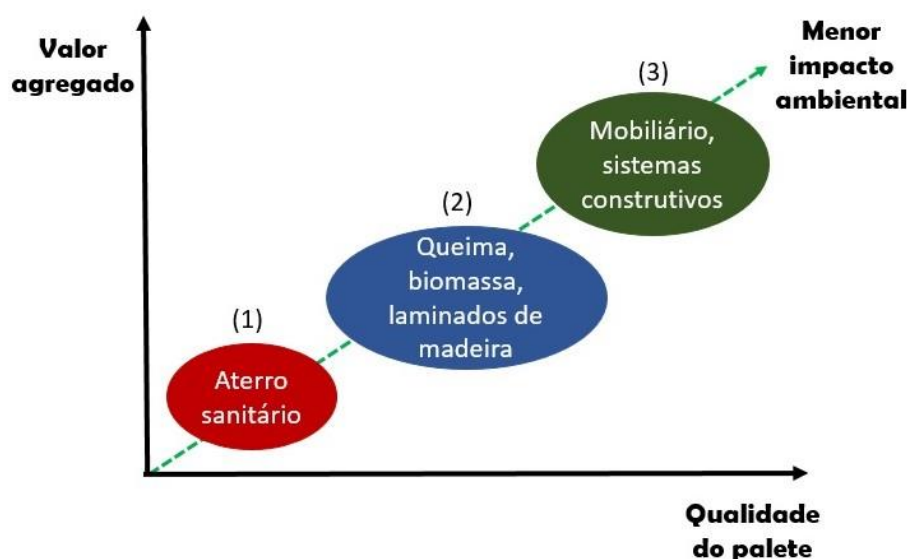 Valor
agregado
Menor
impacto
ambiental
(3)
Mobiliário,
sistemas
construtivos
(2)
Queima,
biomassa,
laminados de
madeira
(1)
Aterro
sanitário
Qualidade
do palete